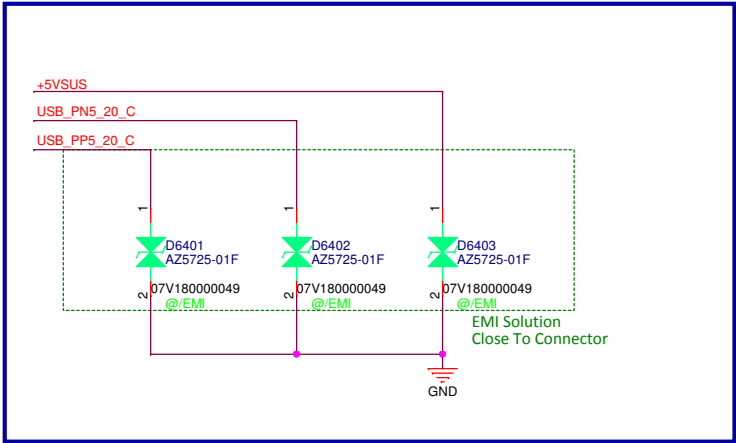 +5VSUS
USB_PN5_20_C
USB_PP5_20_C
1
1
1
D6401
AZ5725-01F
D6402
AZ5725-01F
D6403
AZ5725-01F
2
07V180000049
@/EMI
2
07V180000049
@/EMI
2
07V180000049
@/EMI
EMI Solution
Close To Connector
GND